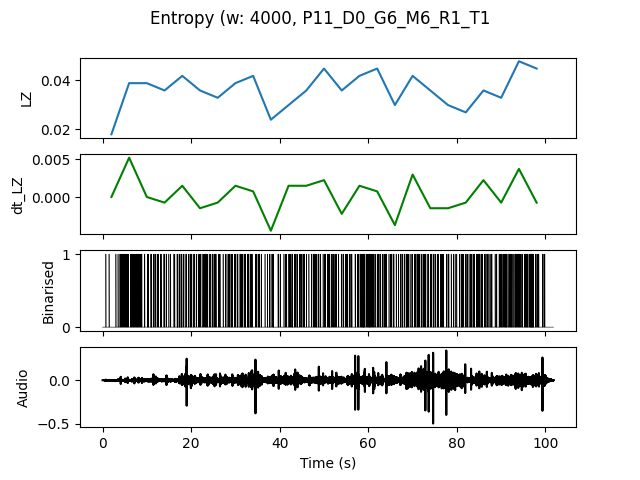 Entropy (w: 4000, P11_D0_G6_M6_R1_T1
LZ
0.04
0.02
dt_LZ
0.005
0.000
Binarised
1
0
Audio
0.0
−0.5
0 20 40 60 80 100
Time (s)